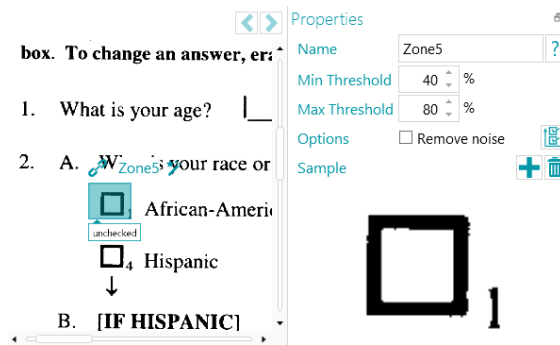 box. To change an answer, era
1. What is your age?
2. A. W Zone5 s your race or
1 African-Ameri
unchecked
4 Hispanic
B. [IF HISPANIC]
Properties
Name Zone5 ?
Min Threshold 40 %
Max Threshold 80 %
Options Remove noise
Sample
1